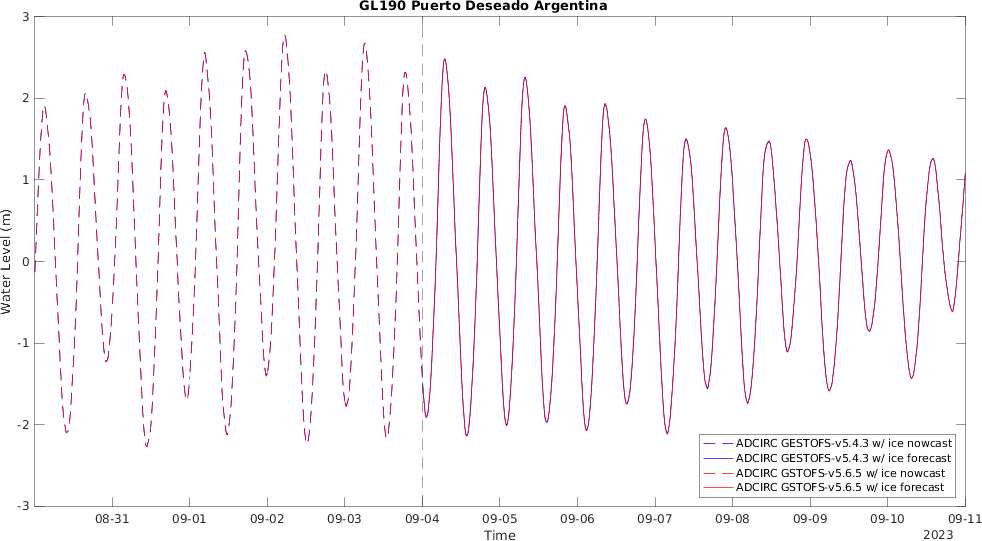 GL190 Puerto Deseado Argentina
3
2
1
0
-1
-2
-3
Water Level (m)
ADCIRC GESTOFS-v5.4.3 w/ ice nowcast
ADCIRC GESTOFS-v5.4.3 w/ ice forecast
ADCIRC GSTOFS-v5.6.5 w/ ice nowcast
ADCIRC GSTOFS-v5.6.5 w/ ice forecast
08-31 09-01 09-02 09-03 09-04 09-05 09-06 09-07 09-08 09-09 09-10 09-11
Time
2023